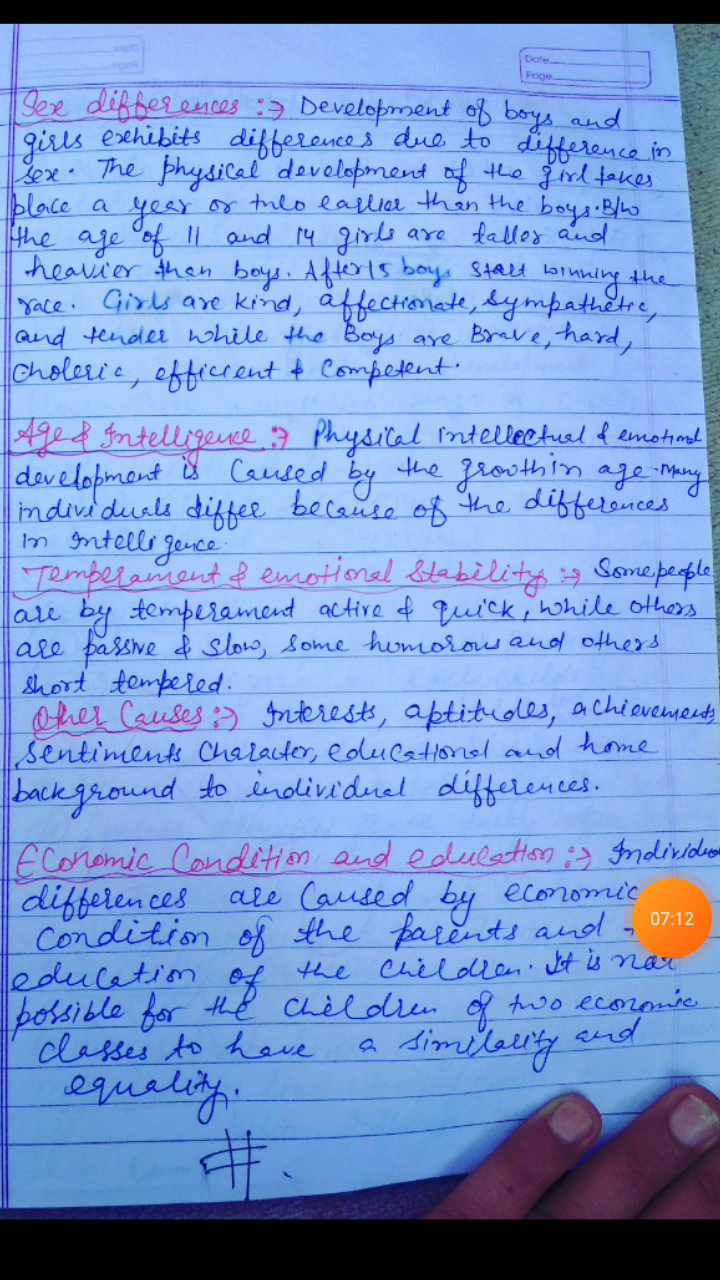 Date
Page
Sex differences :→ Development of boys and
girls exhibits differences due to difference in
sex. The physical development of the girl takes
place a year or two earlier than the boys. B/w
the age of 11 and 14 girls are taller and
heavier then boys. After 15 boys start winning the
race. Girls are kind, affectionate, Sympathetic,
and tender while the Boys are Brave, hard,
Choleric, efficient & Competent.
Age & Intelligence :→ Physical intellectual & emotional
development is Caused by the growth in age. Many
individuals differ because of the differences
in Intelligence.
Temperament & emotional Stability :→ Some people
are by temperament active & quick, while others
are passive & slow, some humorous and others
short tempered.
Other Causes :→ Interests, aptitudes, achievements,
Sentiments Character, educational and home
background to individual differences.
Economic Condition and education :→ Individual
differences are Caused by economic
Condition of the parents and
education of the children. It is not
possible for the children of two economic
classes to have a similarity and
equality.
07:12